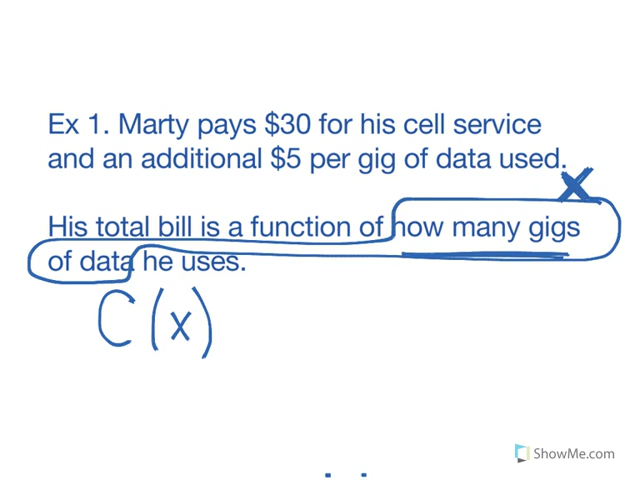 Ex 1. Marty pays $30 for his cell service
and an additional $5 per gig of data used.
x
His total bill is a function of how many gigs
of data he uses.
C(x)
ShowMe.com